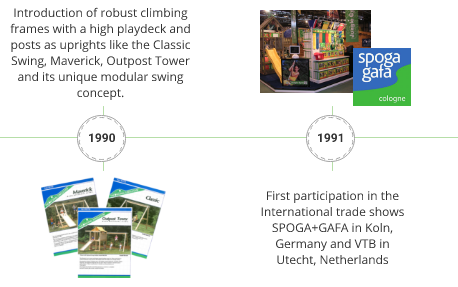 Introduction of robust climbing
frames with a high playdeck and
posts as uprights like the Classic
Swing, Maverick, Outpost Tower
and its unique modular swing
concept.
spoga
gafa
cologne
1990
1991
Maverick
Classic
Outpost Tower
First participation in the
International trade shows
SPOGA+GAFA in Koln,
Germany and VTB in
Utecht, Netherlands